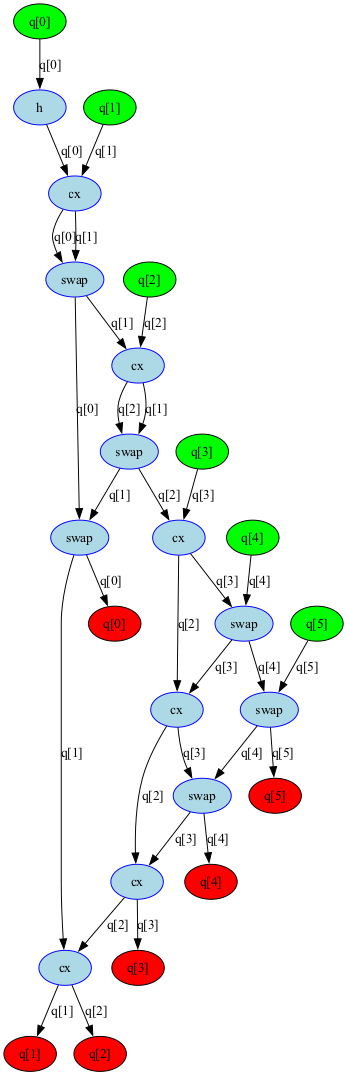 q[0]
q[0]
h q[1]
q[0] q[1]
cx
q[0] q[1]
swap q[2]
q[1] q[2]
cx
q[0] q[2] q[1]
swap q[3]
q[1] q[2] q[3]
swap cx q[4]
q[0] q[3] q[4]
q[0] q[2] swap q[5]
q[3] q[4] q[5]
cx swap
q[1] q[3] q[4] q[5]
q[2] swap q[5]
q[3] q[4]
cx q[4]
q[2] q[3]
cx q[3]
q[1] q[2]
q[1] q[2]